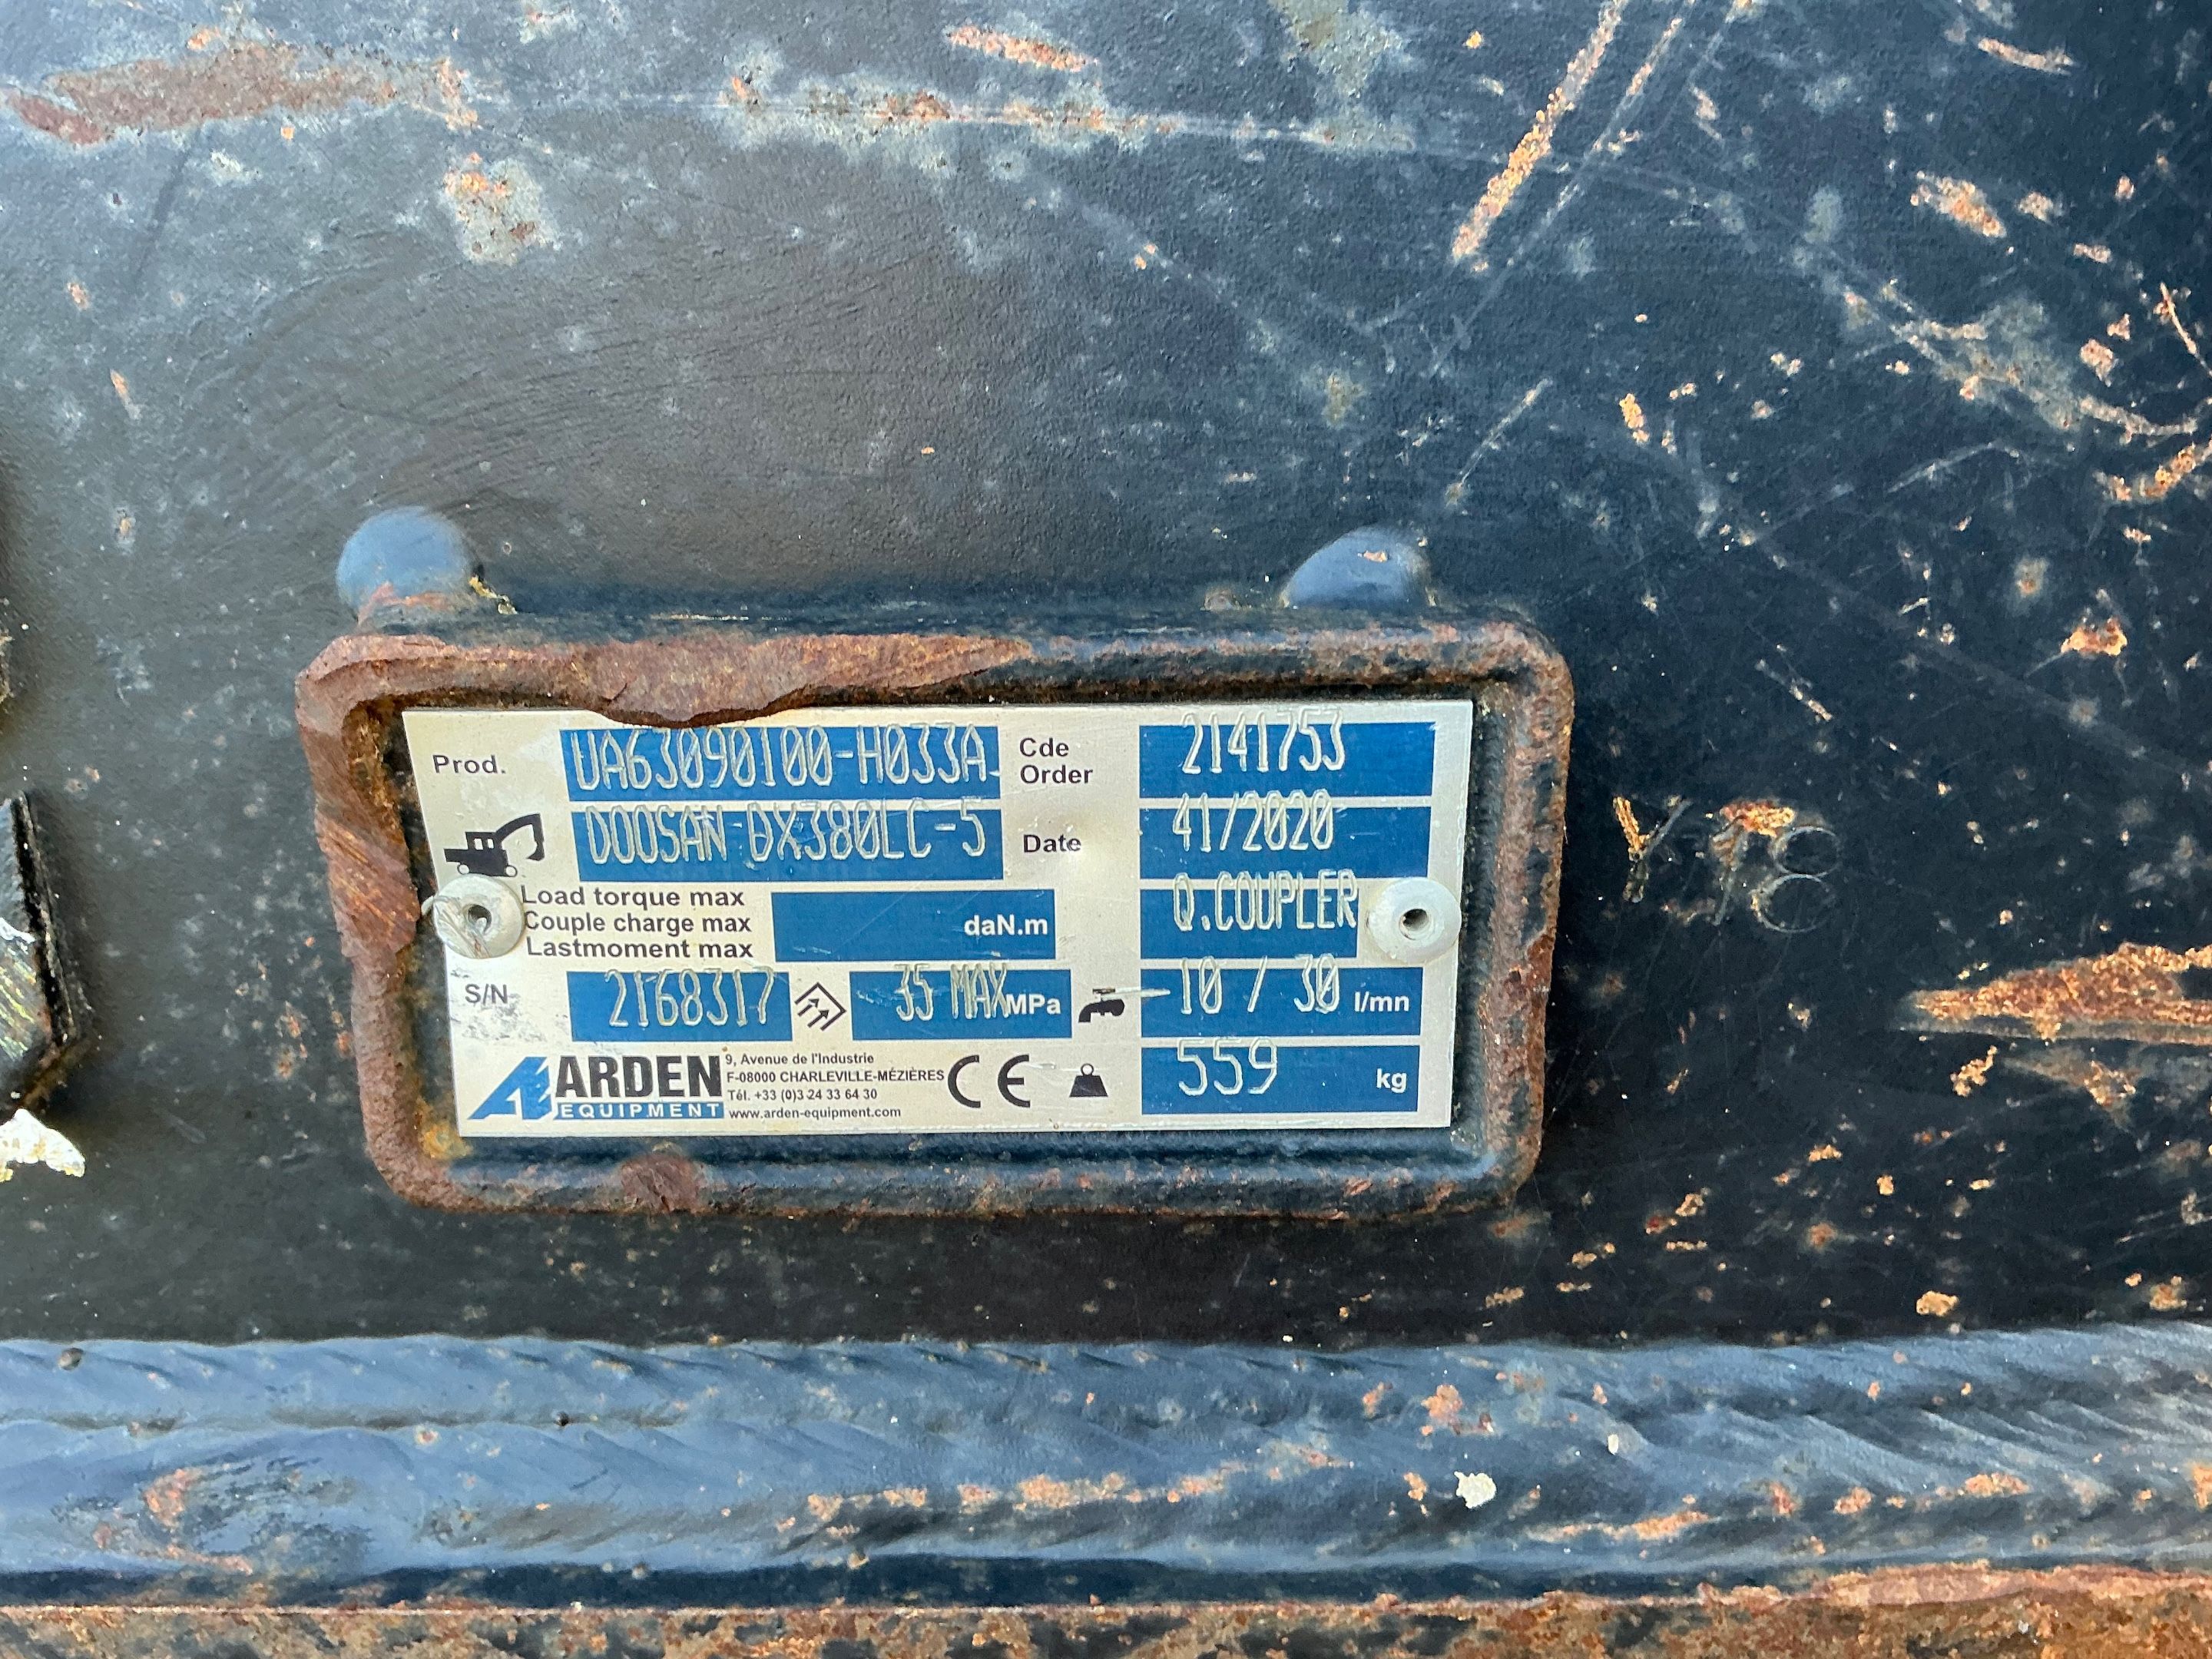 Prod. UA63090100-H033A Cde Order 2141753
DOOSAN DX380LC-5 Date 41/2020
Load torque max
Couple charge max daN.m Q.COUPLER
Lastmoment max
S/N 2168317 35 MAX MPa 10 / 30 l/mn
ARDEN EQUIPMENT
9, Avenue de l'Industrie
F-08000 CHARLEVILLE-MÉZIÈRES
Tél. +33 (0)3 24 33 64 30
www.arden-equipment.com
CE 559 kg